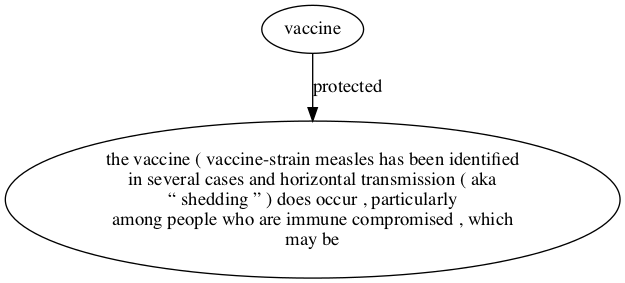 vaccine
protected
the vaccine ( vaccine-strain measles has been identified
in several cases and horizontal transmission ( aka
“ shedding ” ) does occur , particularly
among people who are immune compromised , which
may be